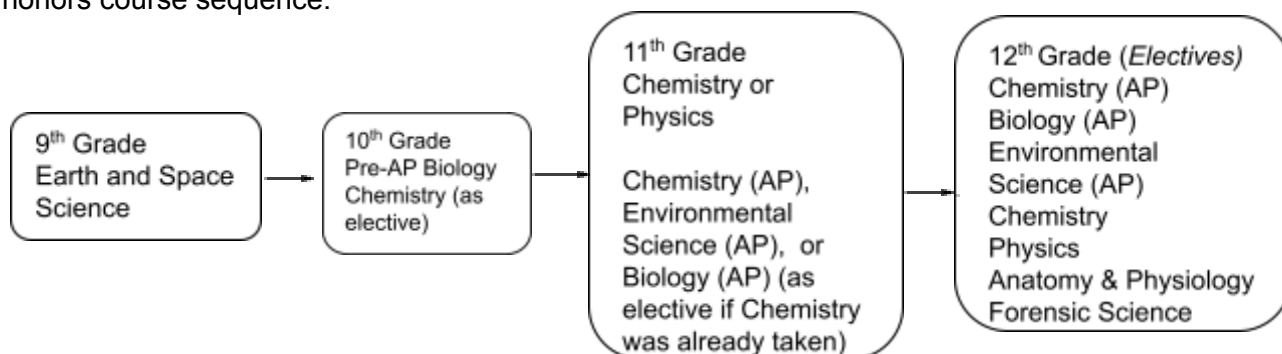 honors course sequence.
9th Grade
Earth and Space
Science
10th Grade
Pre-AP Biology
Chemistry (as
elective)
11th Grade
Chemistry or
Physics
Chemistry (AP),
Environmental
Science (AP), or
Biology (AP) (as
elective if Chemistry
was already taken)
12th Grade (Electives)
Chemistry (AP)
Biology (AP)
Environmental
Science (AP)
Chemistry
Physics
Anatomy & Physiology
Forensic Science